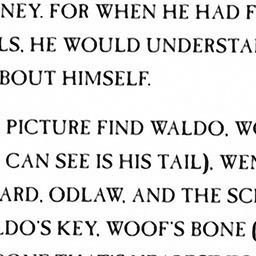 NEY. FOR WHEN HE HAD F
LS, HE WOULD UNDERSTA
BOUT HIMSELF.
PICTURE FIND WALDO, WO
CAN SEE IS HIS TAIL), WEN
ARD, ODLAW, AND THE SC
LDO'S KEY, WOOF'S BONE (